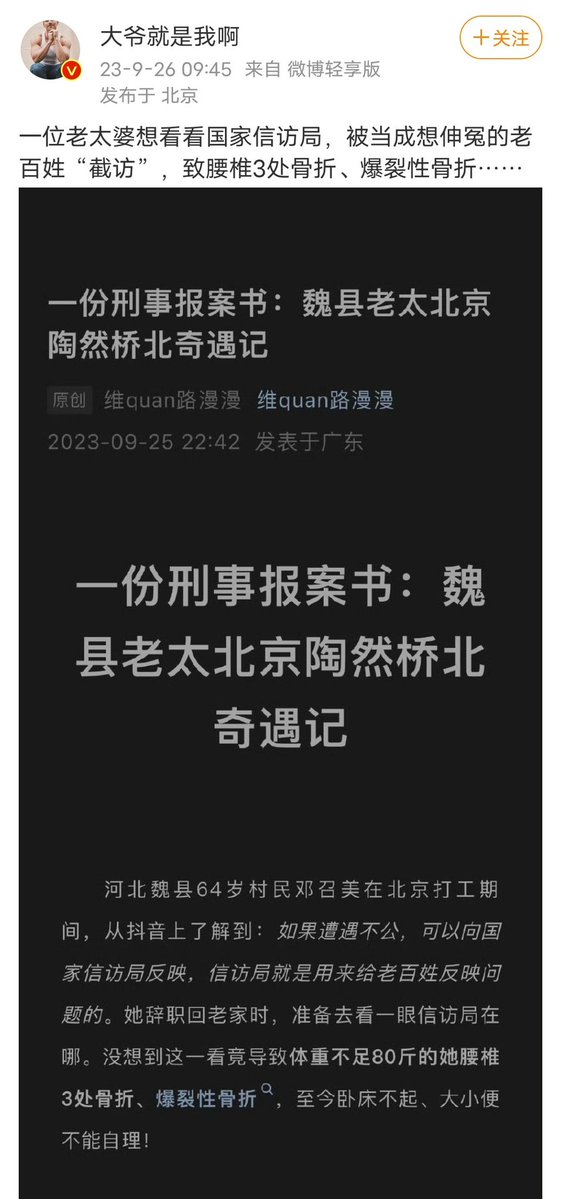 大爷就是我啊
+关注
23-9-26 09:45 来自 微博轻享版
发布于 北京
一位老太婆想看看国家信访局，被当成想伸冤的老
百姓“截访”，致腰椎3处骨折、爆裂性骨折……
一份刑事报案书：魏县老太北京
陶然桥北奇遇记
原创 维quan路漫漫 维quan路漫漫
2023-09-25 22:42 发表于广东
一份刑事报案书：魏
县老太北京陶然桥北
奇遇记
河北魏县64岁村民邓召美在北京打工期
间，从抖音上了解到：如果遭遇不公，可以向国
家信访局反映，信访局就是用来给老百姓反映问
题的。她辞职回老家时，准备去看一眼信访局在
哪。没想到这一看竟导致体重不足80斤的她腰椎
3处骨折、爆裂性骨折，至今卧床不起、大小便
不能自理！